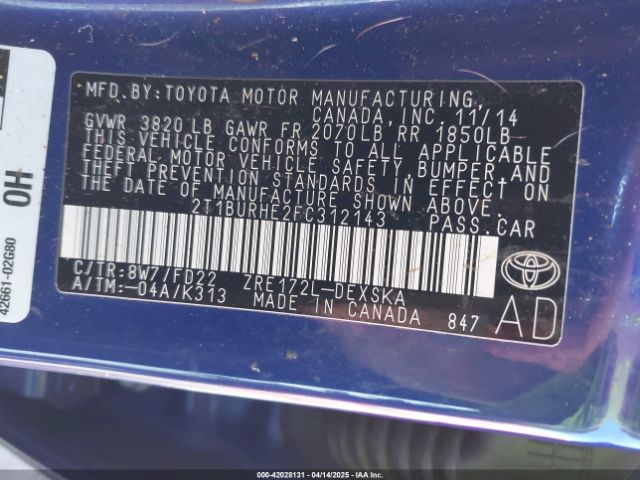 MFD.BY:TOYOTA MOTOR MANUFACTURING,
CANADA,INC. 11/14
GVWR 3820 LB GAWR FR 2070LB RR 1850LB
THIS VEHICLE CONFORMS TO ALL APPLICABLE
FEDERAL MOTOR VEHICLE SAFETY,BUMPER,AND
THEFT PREVENTION STANDARDS IN EFFECT ON
THE DATE OF MANUFACTURE SHOWN ABOVE.
2T1BURHE2FC312143 PASS.CAR
C/TR:8W7/FD22 ZRE172L-DEXSKA
A/TM:-04A/K313 MADE IN CANADA 847
AD
OH
42661-02G80
000-42028131 - 04/14/2025 - IAA Inc.